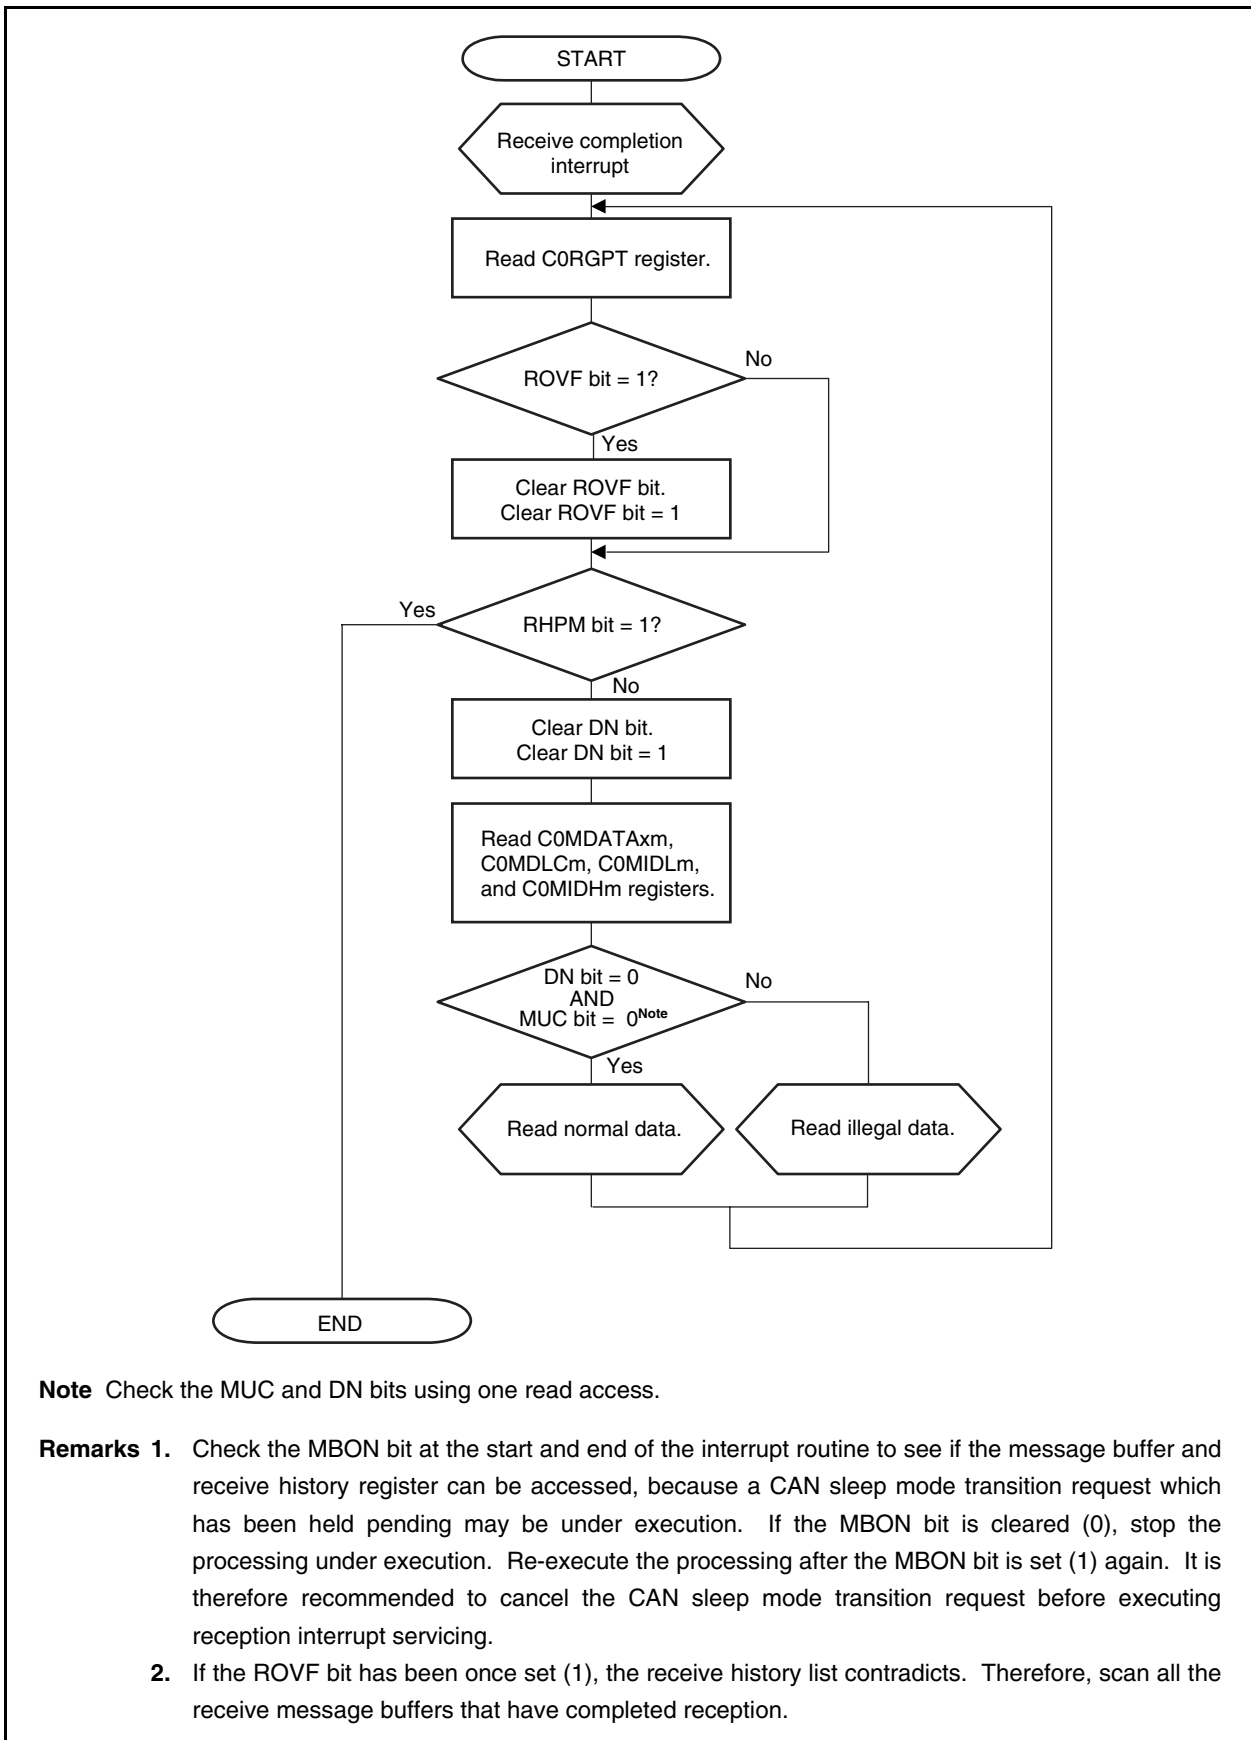 START
Receive completion
interrupt
Read C0RGPT register.
ROVF bit = 1?
No
Yes
Clear ROVF bit.
Clear ROVF bit = 1
Yes
RHPM bit = 1?
No
Clear DN bit.
Clear DN bit = 1
Read C0MDATAxm,
C0MDLCm, C0MIDLm,
and C0MIDHm registers.
DN bit = 0
AND
MUC bit = 0Note
No
Yes
Read normal data.
Read illegal data.
END
Note Check the MUC and DN bits using one read access.
Remarks 1. Check the MBON bit at the start and end of the interrupt routine to see if the message buffer and
receive history register can be accessed, because a CAN sleep mode transition request which
has been held pending may be under execution. If the MBON bit is cleared (0), stop the
processing under execution. Re-execute the processing after the MBON bit is set (1) again. It is
therefore recommended to cancel the CAN sleep mode transition request before executing
reception interrupt servicing.
2. If the ROVF bit has been once set (1), the receive history list contradicts. Therefore, scan all the
receive message buffers that have completed reception.